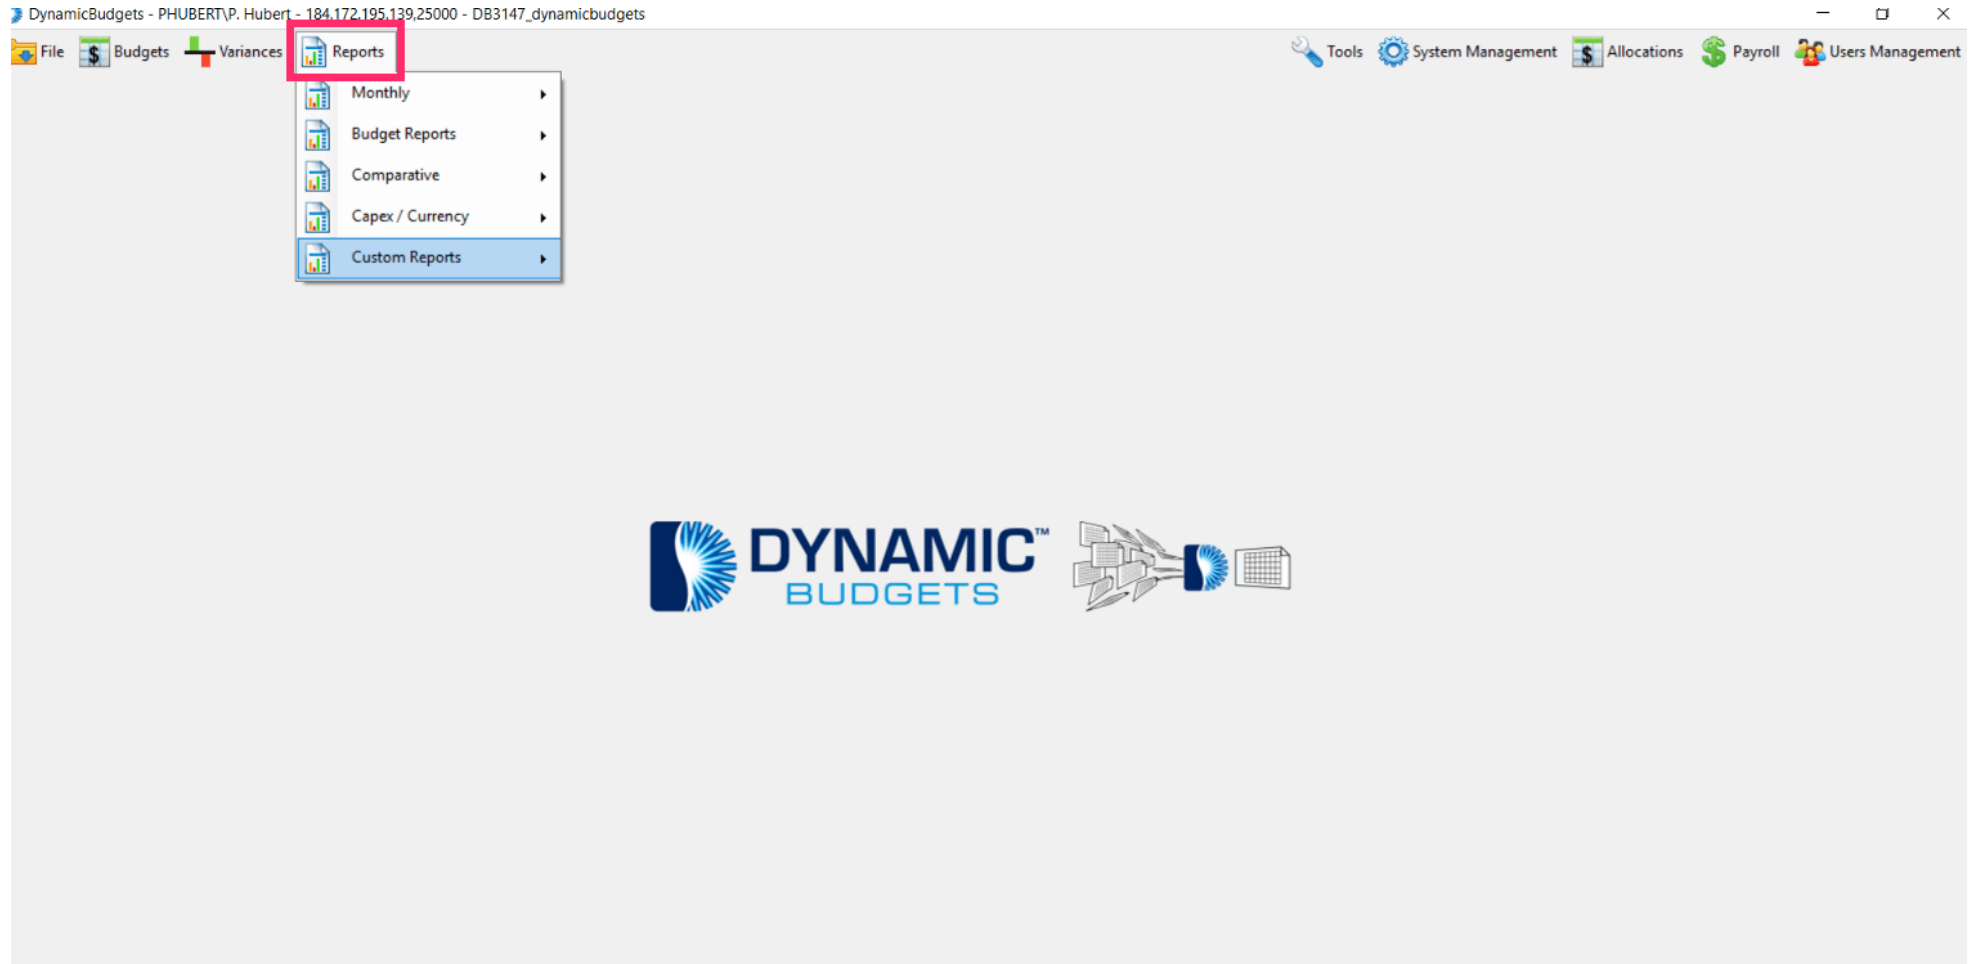 DynamicBudgets - PHUBERT\P. Hubert - 184.172.195.139,25000 - DB3147_dynamicbudgets
File Budgets Variances Reports Tools System Management Allocations Payroll Users Management
Monthly
Budget Reports
Comparative
Capex / Currency
Custom Reports
DYNAMIC™
BUDGETS